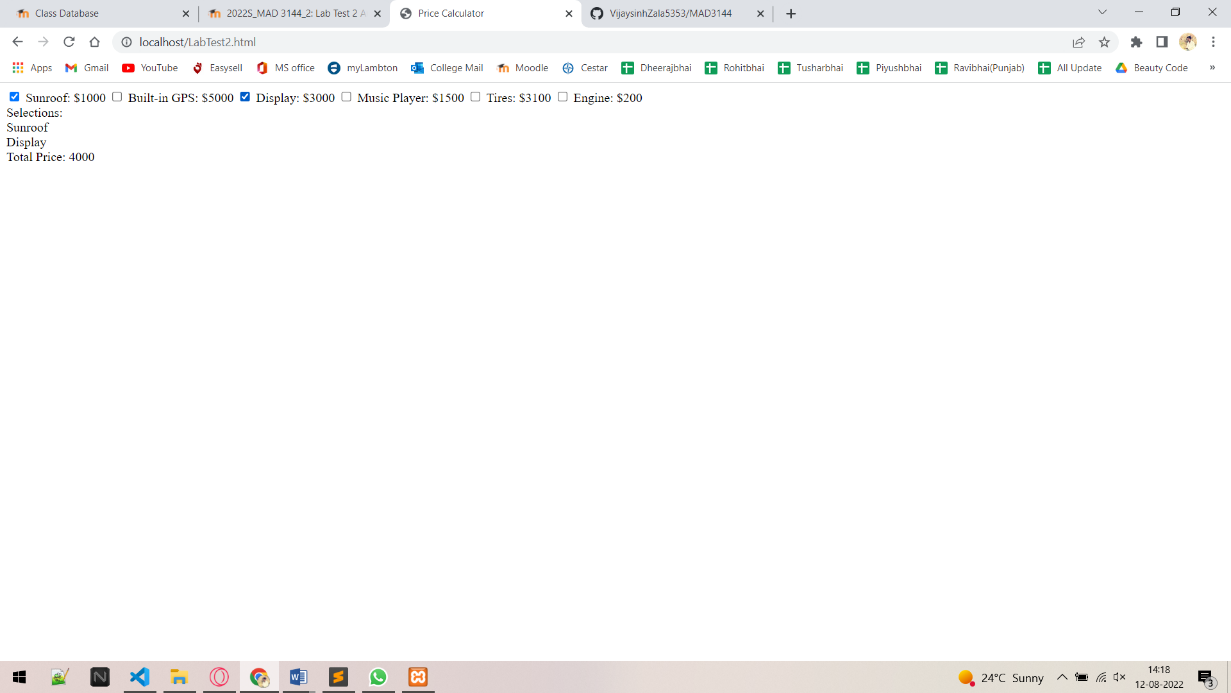 Class Database
2022S_MAD 3144_2: Lab Test 2 A
Price Calculator
VijaysinhZala5353/MAD3144
localhost/LabTest2.html
Apps Gmail YouTube Easysell MS office myLambton College Mail Moodle Cestar Dheerajbhai Rohitbhai Tusharbhai Piyushbhai Ravibhai(Punjab) All Update Beauty Code »
Sunroof: $1000 Built-in GPS: $5000 Display: $3000 Music Player: $1500 Tires: $3100 Engine: $200
Selections:
Sunroof
Display
Total Price: 4000
24°C Sunny
14:18
12-08-2022
3